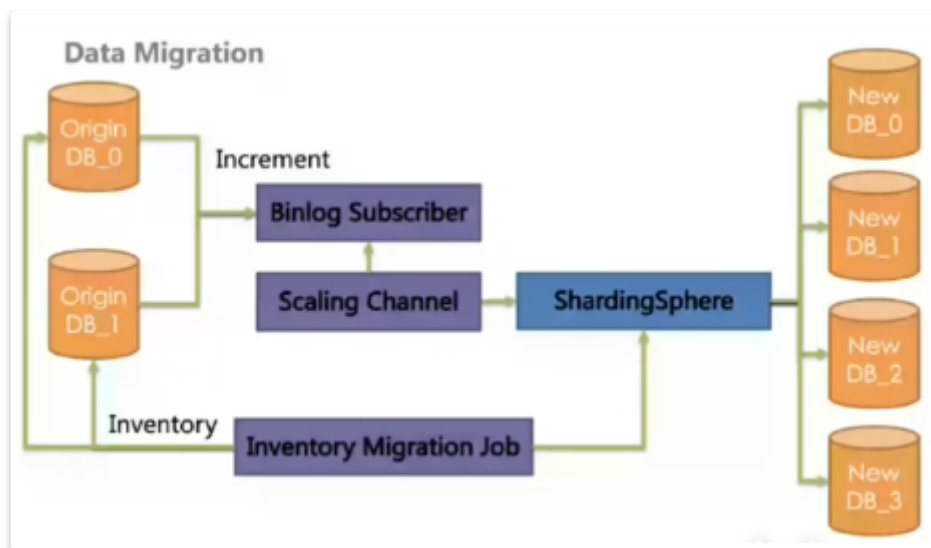 Data Migration
Origin
DB_0
Increment
Binlog Subscriber
Origin
DB_1
Scaling Channel
ShardingSphere
Inventory
Inventory Migration Job
New
DB_0
New
DB_1
New
DB_2
New
DB_3